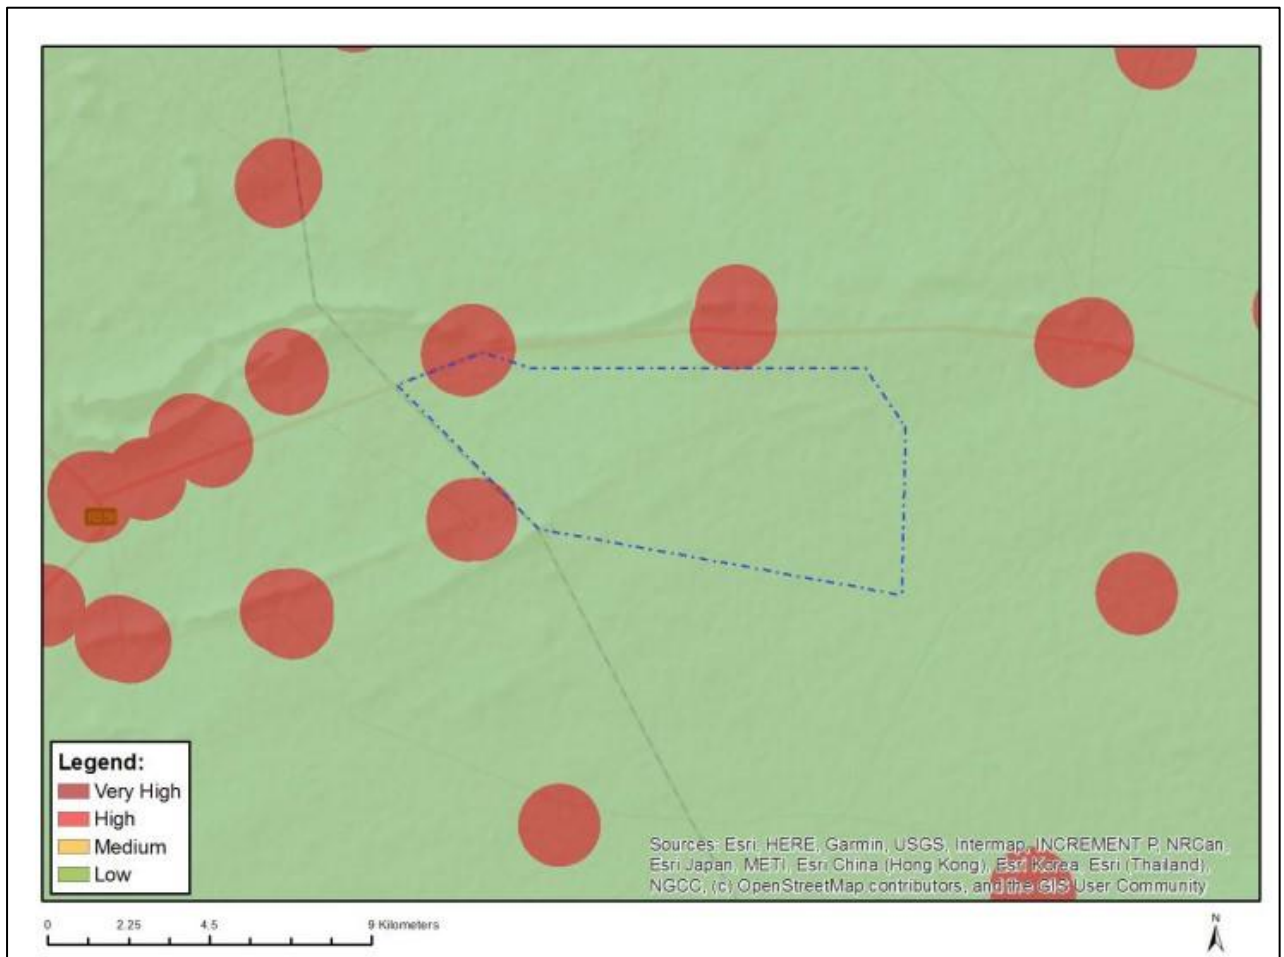 Legend:
Very High
High
Medium
Low
Sources: Esri, HERE, Garmin, USGS, Intermap, INCREMENT P, NRCan,
Esri Japan, METI, Esri China (Hong Kong), Esri Korea, Esri (Thailand),
NGCC, (c) OpenStreetMap contributors, and the GIS User Community
0 2.25 4.5 9 Kilometers
N